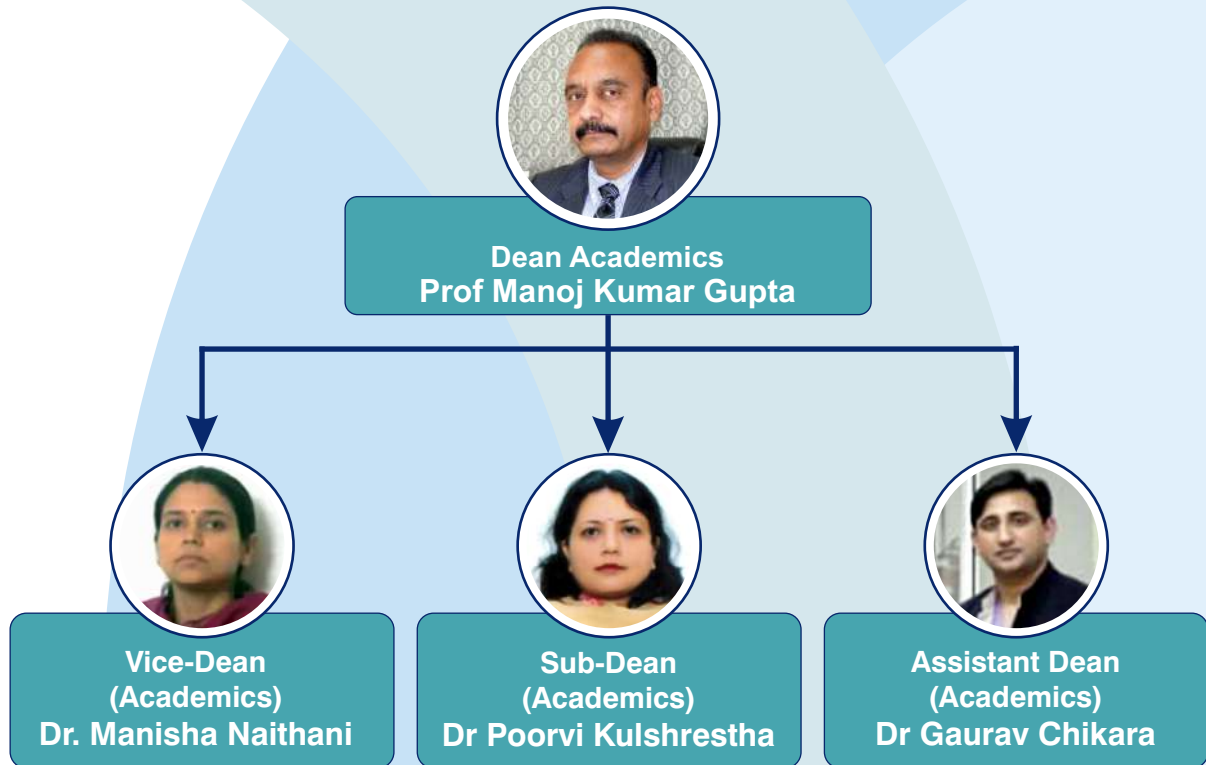 Dean Academics
Prof Manoj Kumar Gupta
Vice-Dean
(Academics)
Dr. Manisha Naithani
Sub-Dean
(Academics)
Dr Poorvi Kulshrestha
Assistant Dean
(Academics)
Dr Gaurav Chikara